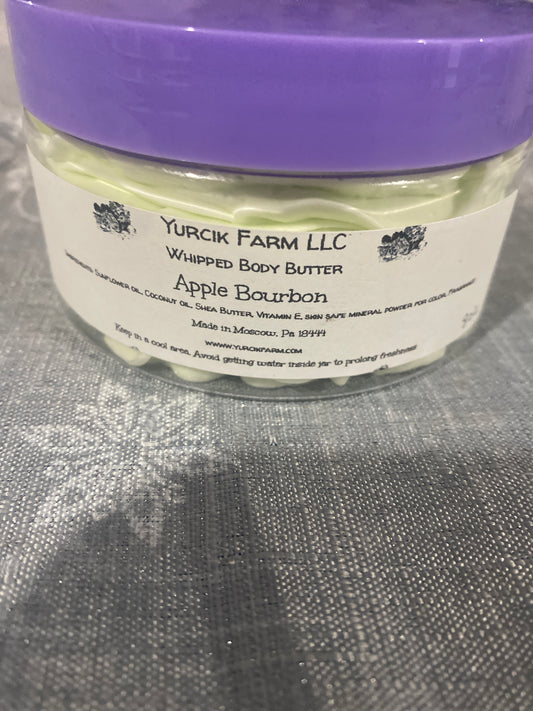 Yurcik Farm LLC
Whipped Body Butter
Apple Bourbon
Ingredients: Sunflower oil, Coconut oil, Shea Butter, Vitamin E, skin safe mineral powder for color, Fragrance
Made in Moscow, Pa 18444
www.yurcikfarm.com
Keep in a cool area. Avoid getting water inside jar to prolong freshness